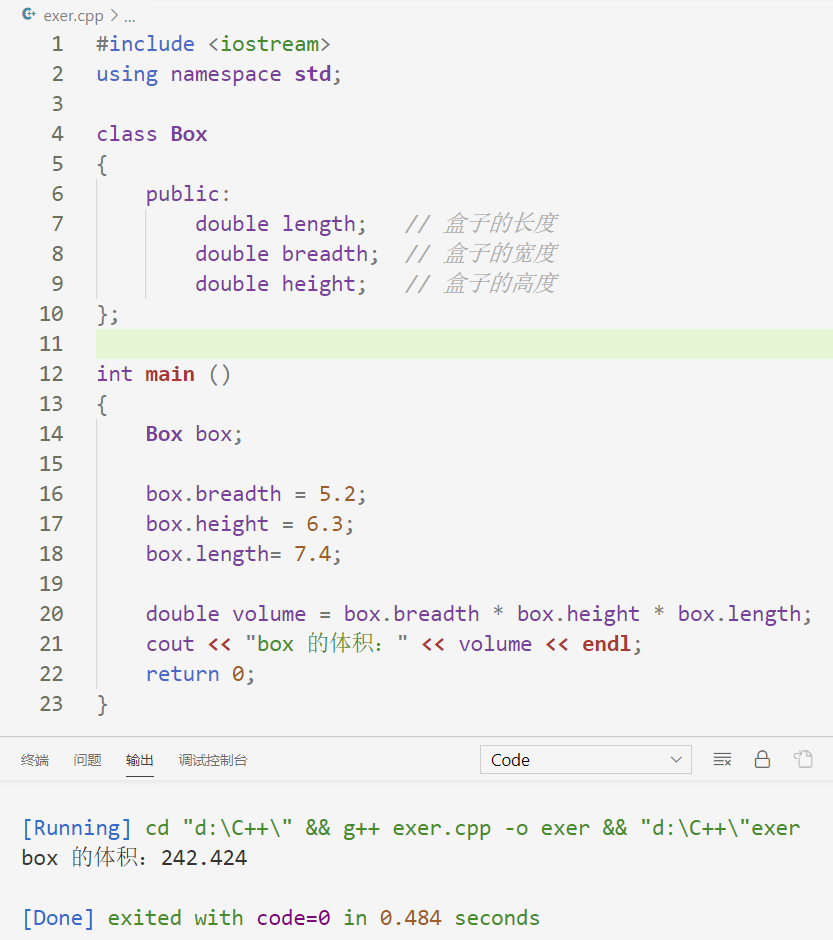 exer.cpp > ...
1 #include <iostream>
2 using namespace std;
3
4 class Box
5 {
6     public:
7         double length;   // 盒子的长度
8         double breadth;  // 盒子的宽度
9         double height;   // 盒子的高度
10 };
11
12 int main ()
13 {
14     Box box;
15
16     box.breadth = 5.2;
17     box.height = 6.3;
18     box.length= 7.4;
19
20     double volume = box.breadth * box.height * box.length;
21     cout << "box 的体积：" << volume << endl;
22     return 0;
23 }
终端 问题 输出 调试控制台 Code
[Running] cd "d:\C++\" && g++ exer.cpp -o exer && "d:\C++\"exer
box 的体积：242.424
[Done] exited with code=0 in 0.484 seconds